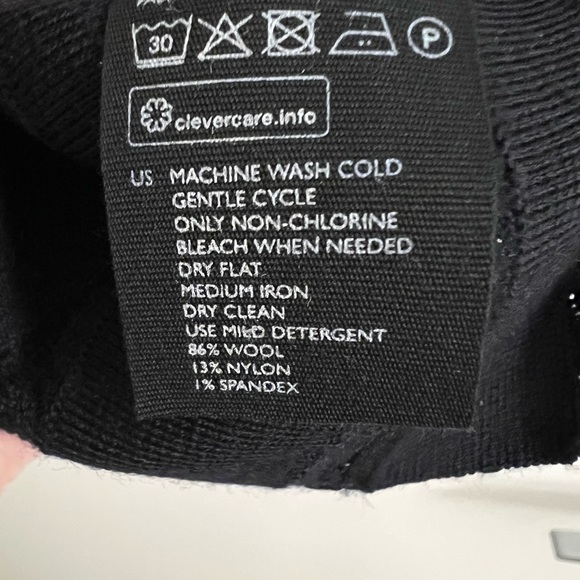 30
P
clevercare.info
US MACHINE WASH COLD
GENTLE CYCLE
ONLY NON-CHLORINE
BLEACH WHEN NEEDED
DRY FLAT
MEDIUM IRON
DRY CLEAN
USE MILD DETERGENT
86% WOOL
13% NYLON
1% SPANDEX